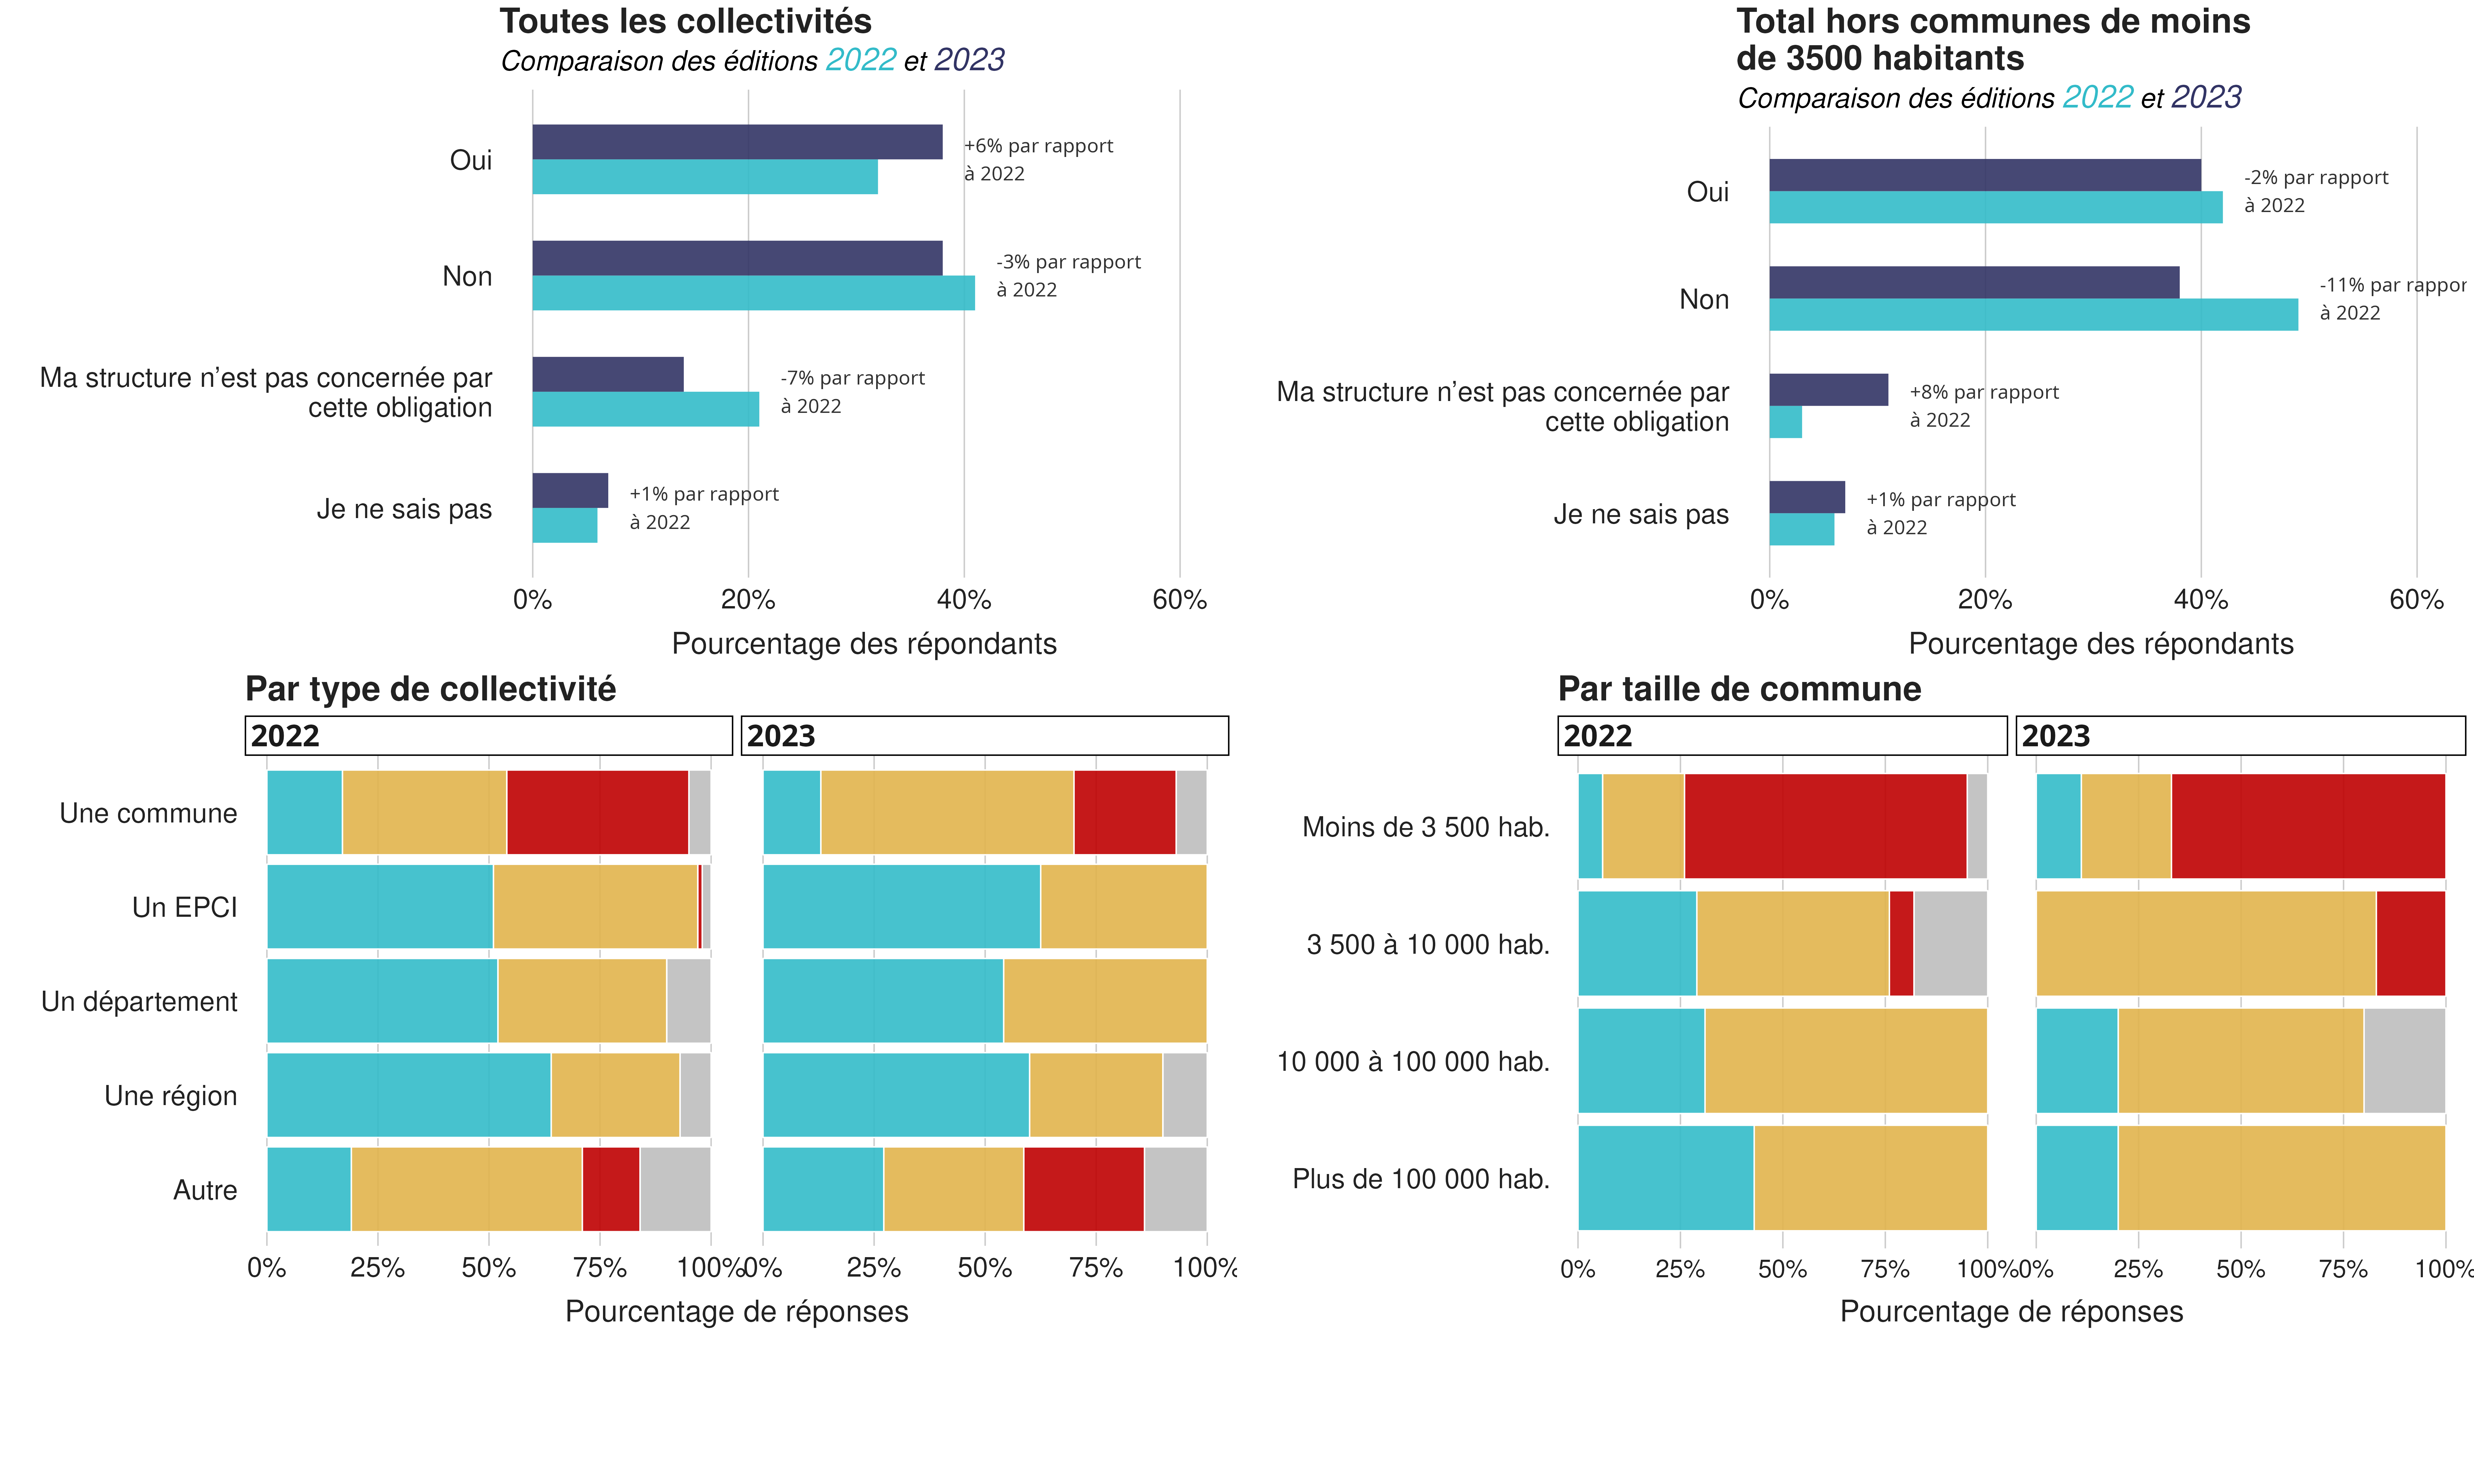 Toutes les collectivités
Comparaison des éditions 2022 et 2023
Oui
+6% par rapport
à 2022
Non
-3% par rapport
à 2022
Ma structure n’est pas concernée par
cette obligation
-7% par rapport
à 2022
Je ne sais pas
+1% par rapport
à 2022
0% 20% 40% 60%
Pourcentage des répondants
Total hors communes de moins
de 3500 habitants
Comparaison des éditions 2022 et 2023
Oui
-2% par rapport
à 2022
Non
-11% par rappor
à 2022
Ma structure n’est pas concernée par
cette obligation
+8% par rapport
à 2022
Je ne sais pas
+1% par rapport
à 2022
0% 20% 40% 60%
Pourcentage des répondants
Par type de collectivité
2022 2023
Une commune
Un EPCI
Un département
Une région
Autre
0% 25% 50% 75% 100% 0% 25% 50% 75% 100%
Pourcentage de réponses
Par taille de commune
2022 2023
Moins de 3 500 hab.
3 500 à 10 000 hab.
10 000 à 100 000 hab.
Plus de 100 000 hab.
0% 25% 50% 75% 100% 0% 25% 50% 75% 100%
Pourcentage de réponses